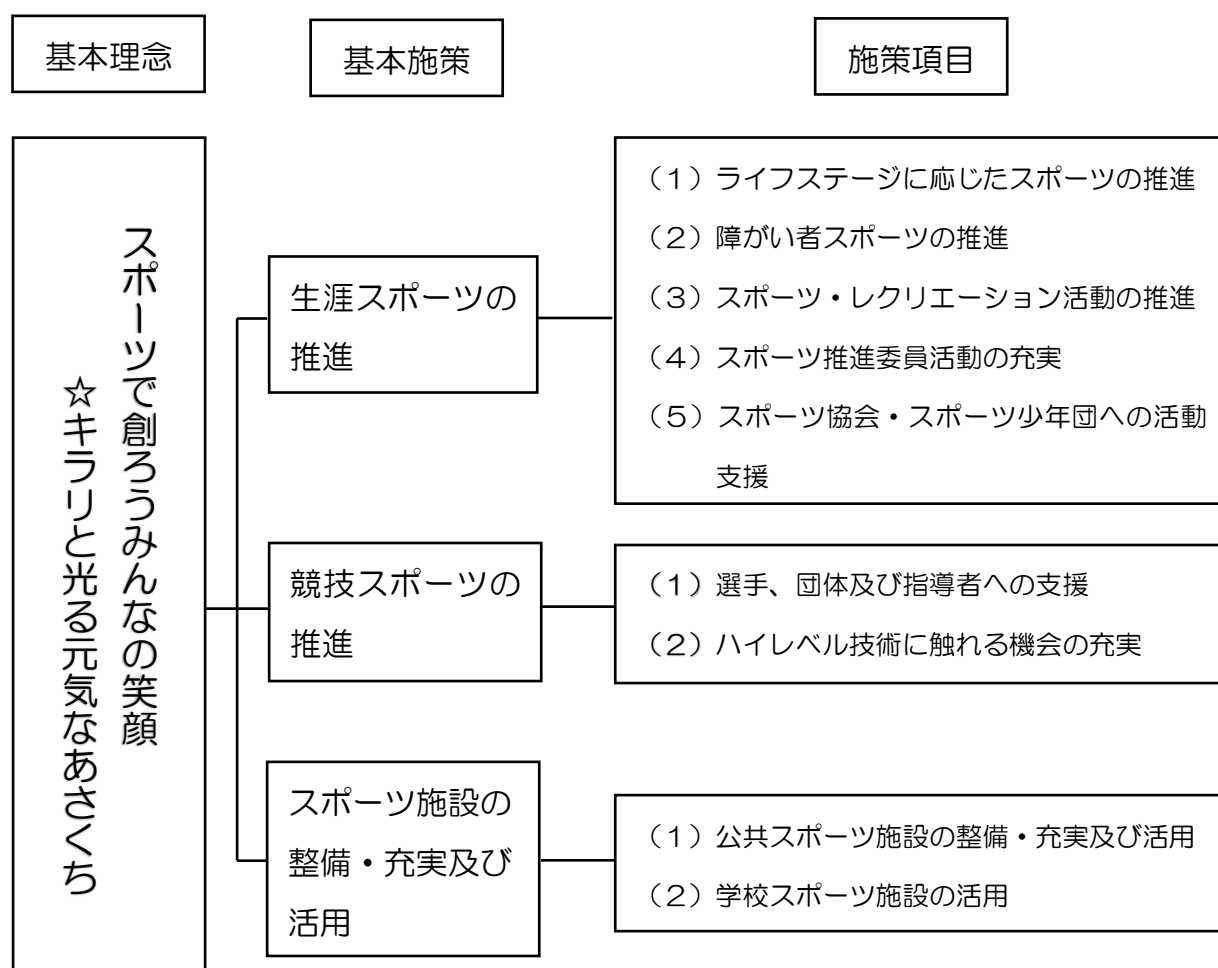 基本理念
基本施策
施策項目
スポーツで創ろうみんなの笑顔
☆キラリと光る元気なあさくち
生涯スポーツの
推進
（1）ライフステージに応じたスポーツの推進
（2）障がい者スポーツの推進
（3）スポーツ・レクリエーション活動の推進
（4）スポーツ推進委員活動の充実
（5）スポーツ協会・スポーツ少年団への活動
支援
競技スポーツの
推進
（1）選手、団体及び指導者への支援
（2）ハイレベル技術に触れる機会の充実
スポーツ施設の
整備・充実及び
活用
（1）公共スポーツ施設の整備・充実及び活用
（2）学校スポーツ施設の活用